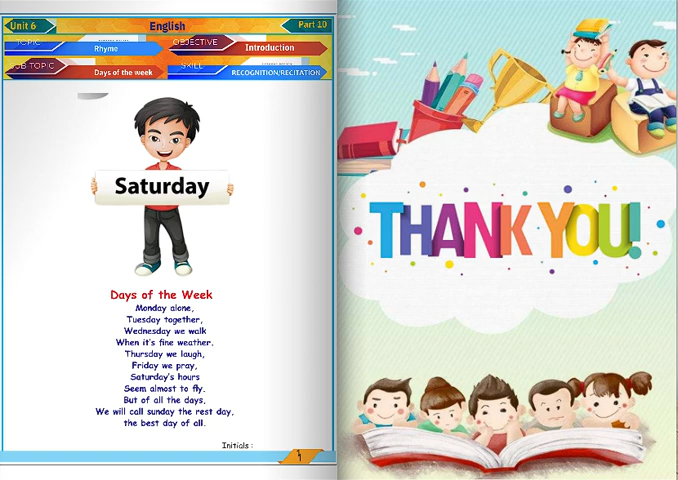 Unit 6
English
Part 10
TOPIC
Rhyme
OBJECTIVE
Introduction
SUB TOPIC
Days of the week
SKILL
RECOGNITION/RECITATION
Saturday
Days of the Week
Monday alone,
Tuesday together,
Wednesday we walk
When it's fine weather.
Thursday we laugh,
Friday we pray,
Saturday's hours
Seem almost to fly.
But of all the days,
We will call sunday the rest day,
the best day of all.
Initials :
THANK YOU!